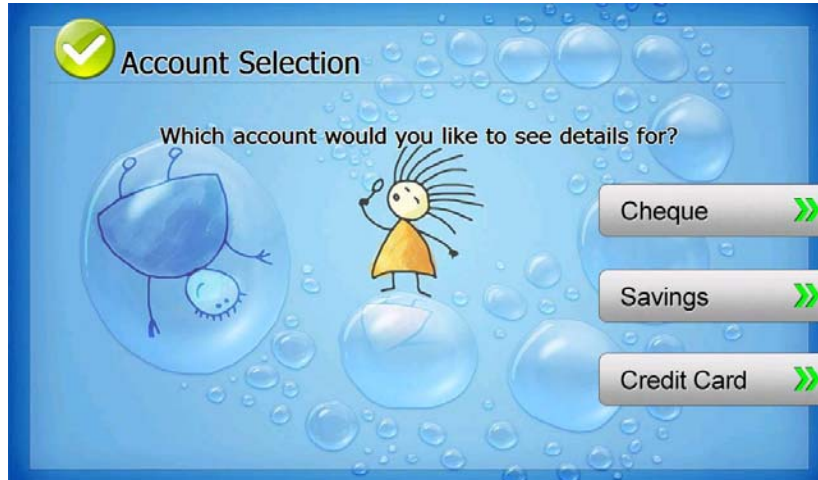 Account Selection
Which account would you like to see details for?
Cheque
Savings
Credit Card